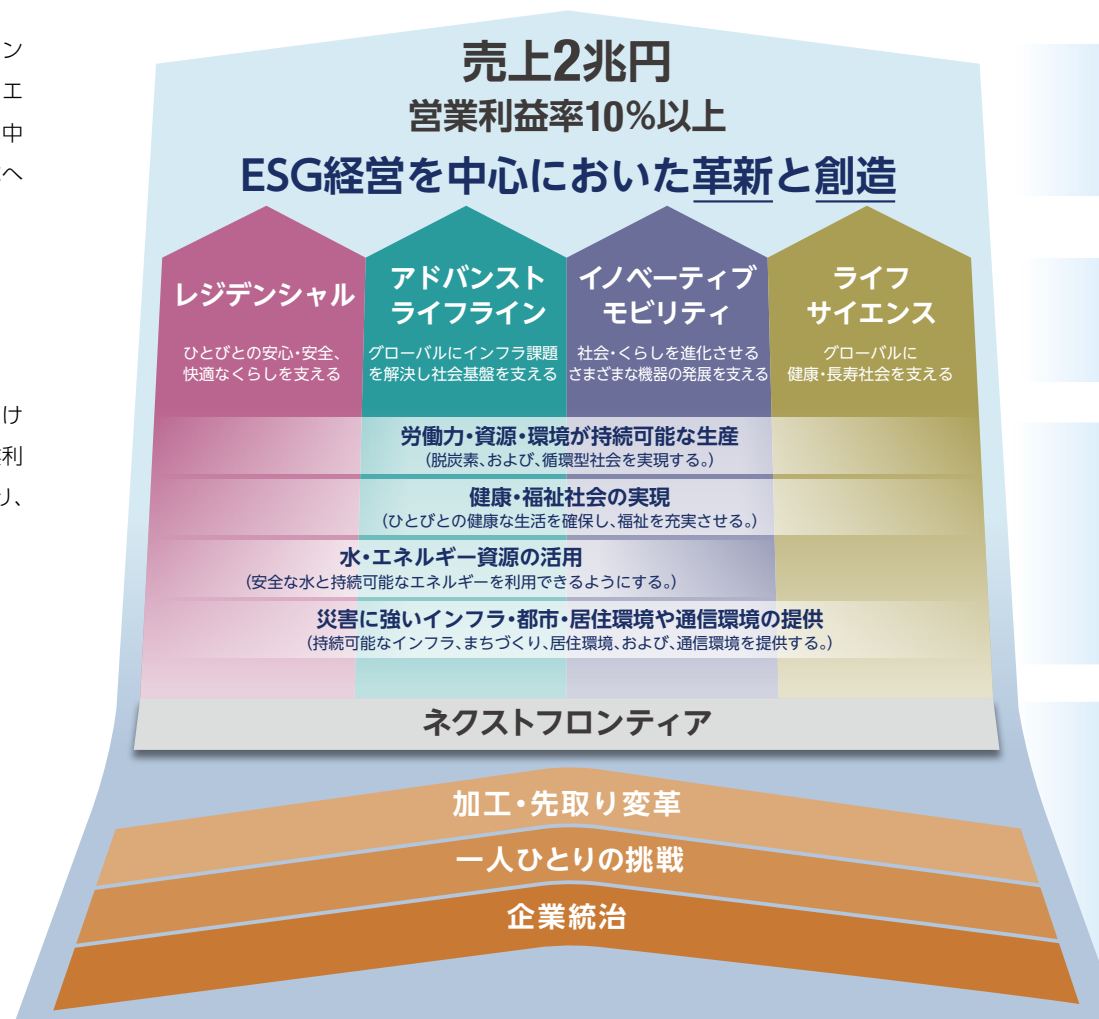 ン
エ
中
へ
け
利
り、
売上2兆円
営業利益率10%以上
ESG経営を中心においた革新と創造
レジデンシャル
ひとびとの安心・安全、
快適なくらしを支える
アドバンスト
ライフライン
グローバルにインフラ課題
を解決し社会基盤を支える
イノベーティブ
モビリティ
社会・くらしを進化させる
さまざまな機器の発展を支える
ライフ
サイエンス
グローバルに
健康・長寿社会を支える
労働力・資源・環境が持続可能な生産
(脱炭素、および、循環型社会を実現する。)
健康・福祉社会の実現
(ひとびとの健康な生活を確保し、福祉を充実させる。)
水・エネルギー資源の活用
(安全な水と持続可能なエネルギーを利用できるようにする。)
災害に強いインフラ・都市・居住環境や通信環境の提供
(持続可能なインフラ、まちづくり、居住環境、および、通信環境を提供する。)
ネクストフロンティア
加工・先取り変革
一人ひとりの挑戦
企業統治